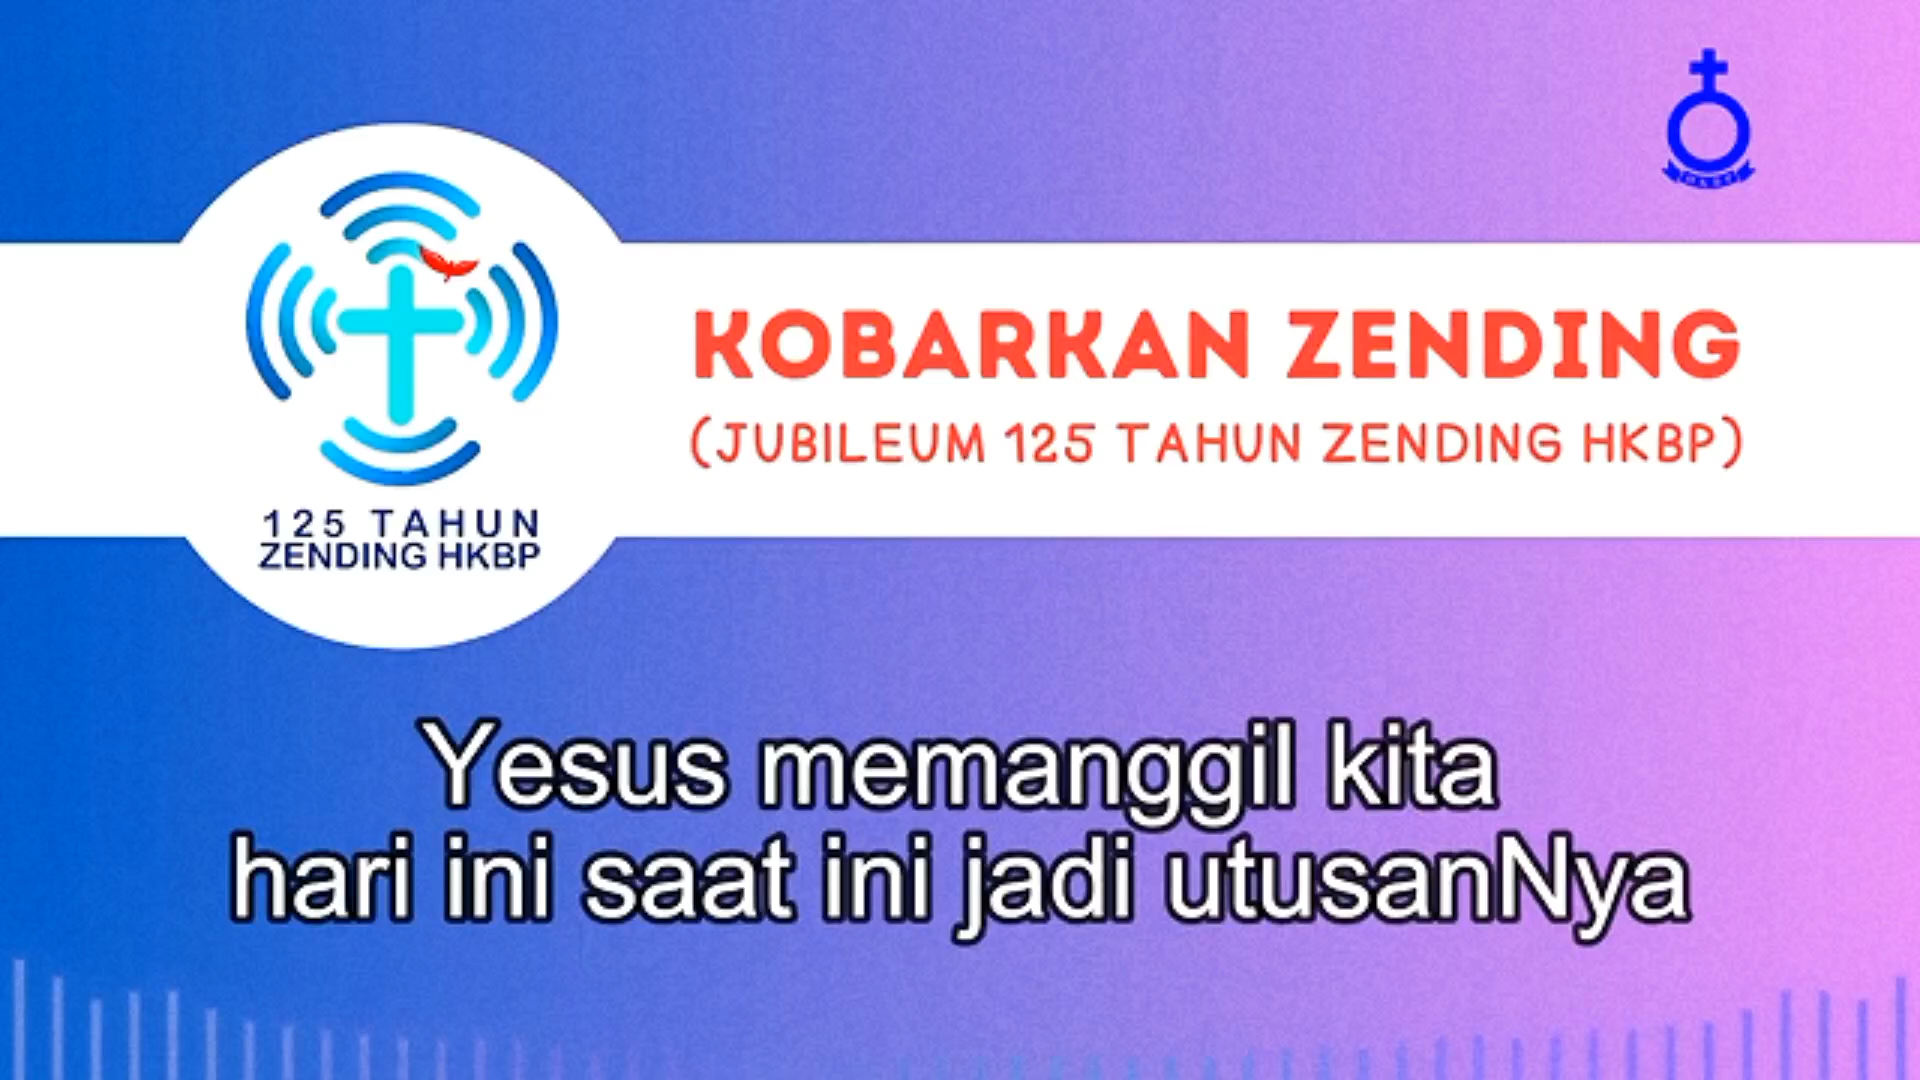 KOBARKAN ZENDING
(JUBILEUM 125 TAHUN ZENDING HKBP)
125 TAHUN
ZENDING HKBP
Yesus memanggil kita
hari ini saat ini jadi utusanNya